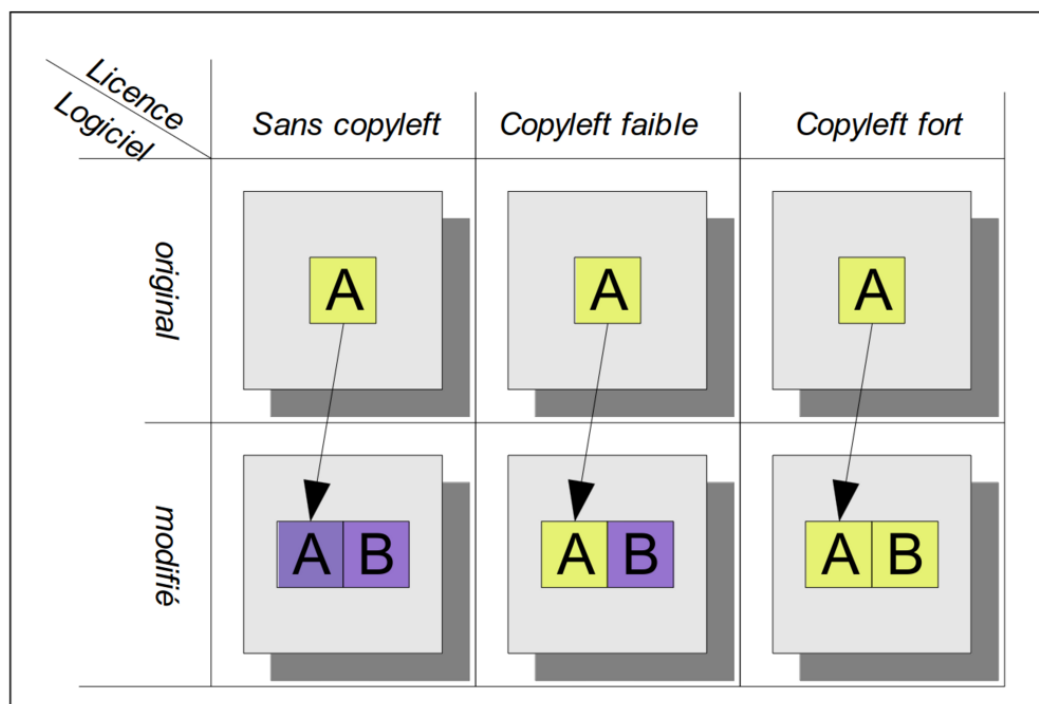 Licence
Logiciel
Sans copyleft
Copyleft faible
Copyleft fort
original
A
A
A
modifié
A B
A B
A B